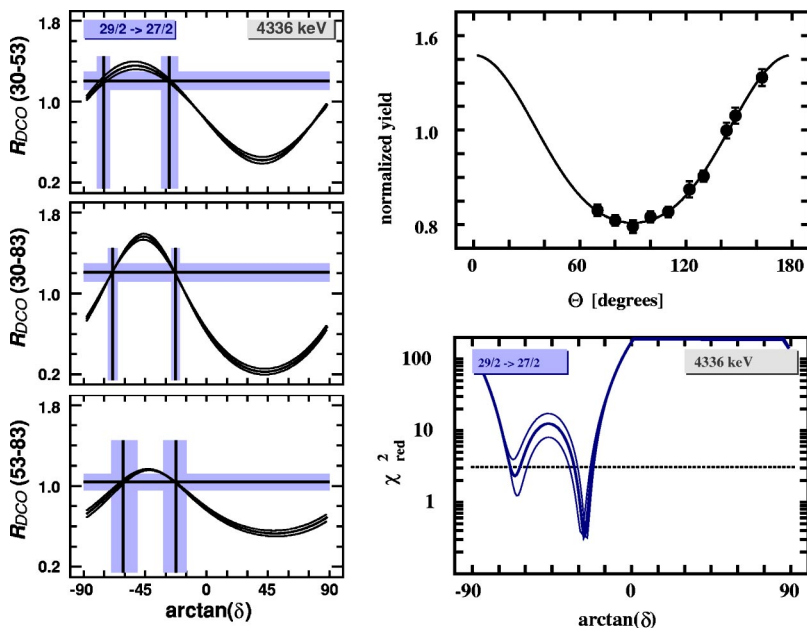 29/2 -> 27/2
4336 keV
R_DCO (30-53)
1.8
1.0
0.2
R_DCO (30-83)
1.8
1.0
0.2
R_DCO (53-83)
1.8
1.0
0.2
-90 -45 0 45 90
arctan(δ)
normalized yield
1.6
1.0
0.8
0 60 120 180
Θ [degrees]
29/2 -> 27/2
4336 keV
χ²red
100
10
1
-90 0 90
arctan(δ)